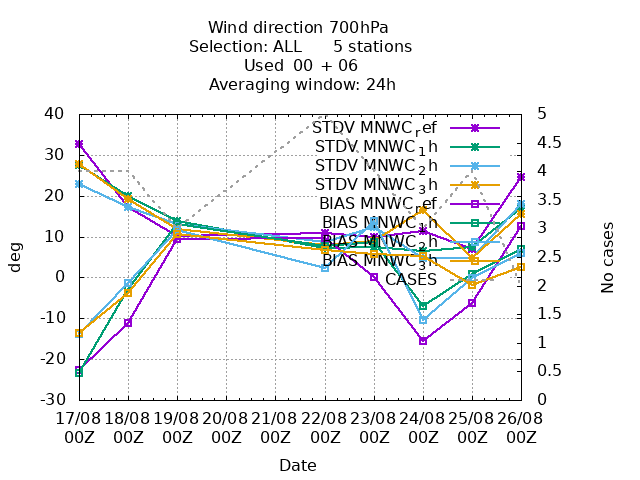 Wind direction 700hPa
Selection: ALL 5 stations
Used 00 + 06
Averaging window: 24h
40
30
20
10
0
-10
-20
-30
deg
5
4.5
4
3.5
3
2.5
2
1.5
1
0.5
0
No cases
STDV MNWC_ref
STDV MNWC_1h
STDV MNWC_2h
STDV MNWC_3h
BIAS MNWC_ref
BIAS MNWC_1h
BIAS MNWC_2h
BIAS MNWC_3h
CASES
17/08 18/08 19/08 20/08 21/08 22/08 23/08 24/08 25/08 26/08
00Z 00Z 00Z 00Z 00Z 00Z 00Z 00Z 00Z 00Z
Date